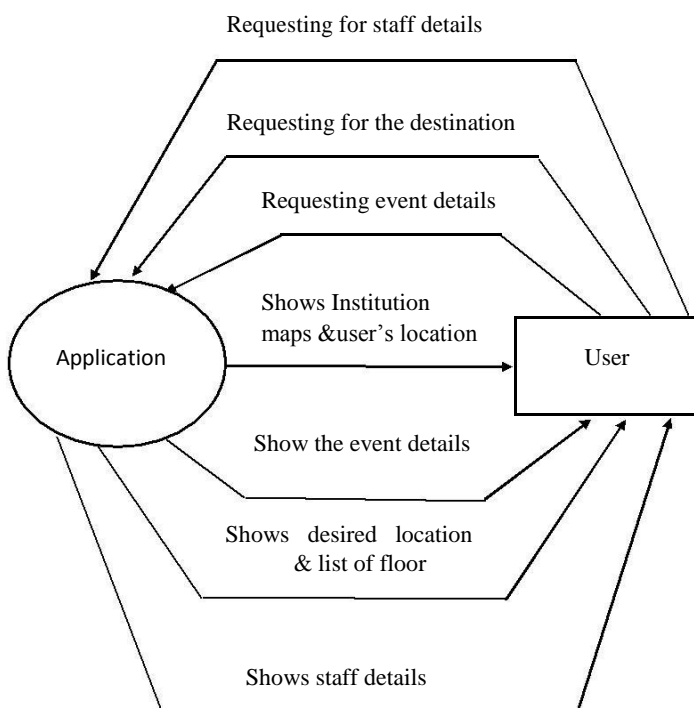 Requesting for staff details
Requesting for the destination
Requesting event details
Shows Institution
maps &user’s location
Application
User
Show the event details
Shows desired location
& list of floor
Shows staff details